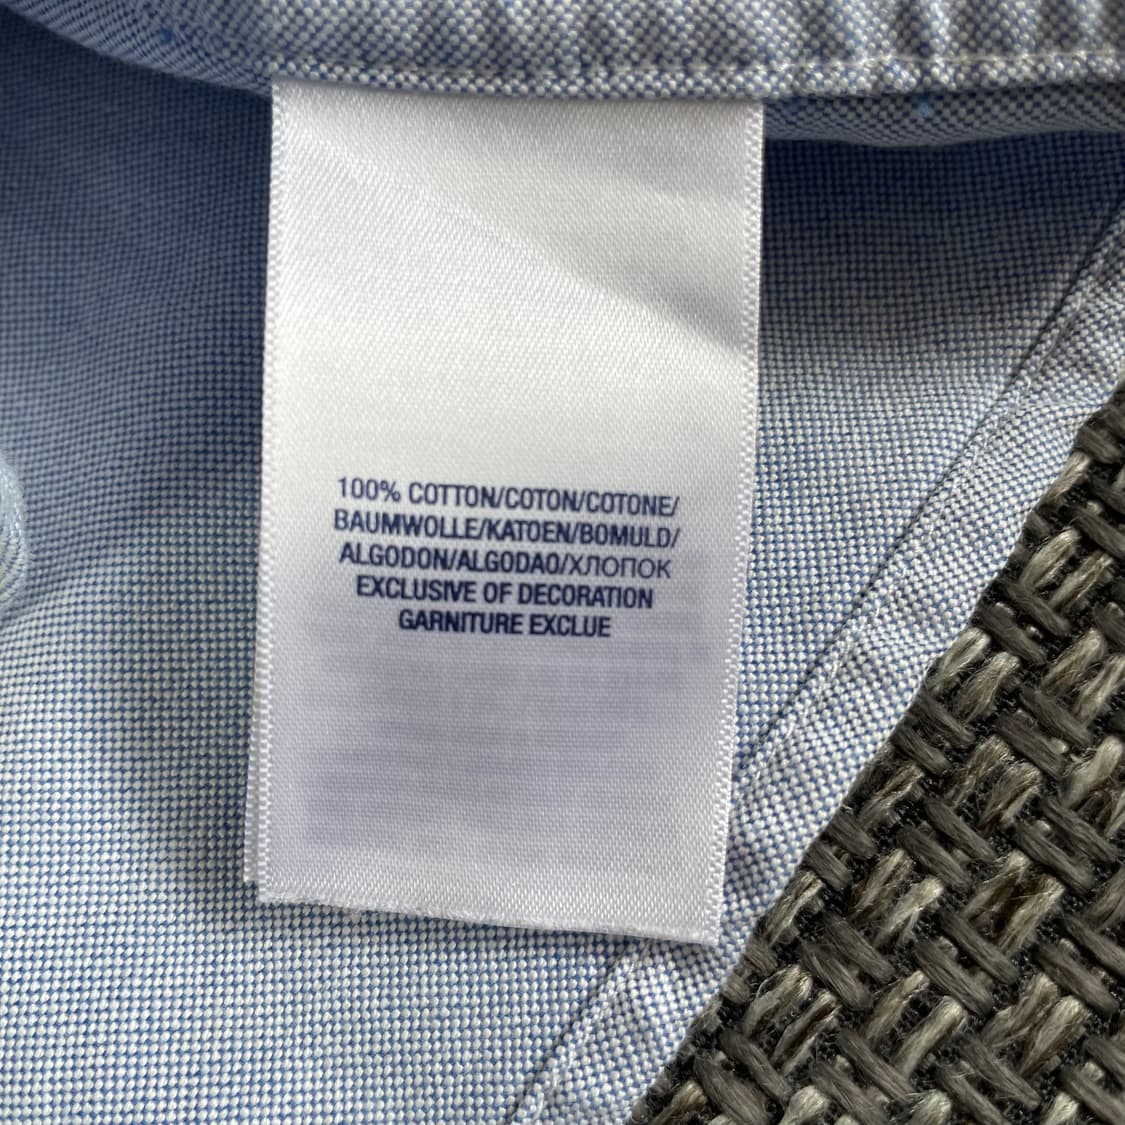 100% COTTON/COTON/COTONE/
BAUMWOLLE/KATOEN/BOMULD/
ALGODON/ALGODAO/ХЛОПОК
EXCLUSIVE OF DECORATION
GARNITURE EXCLUE